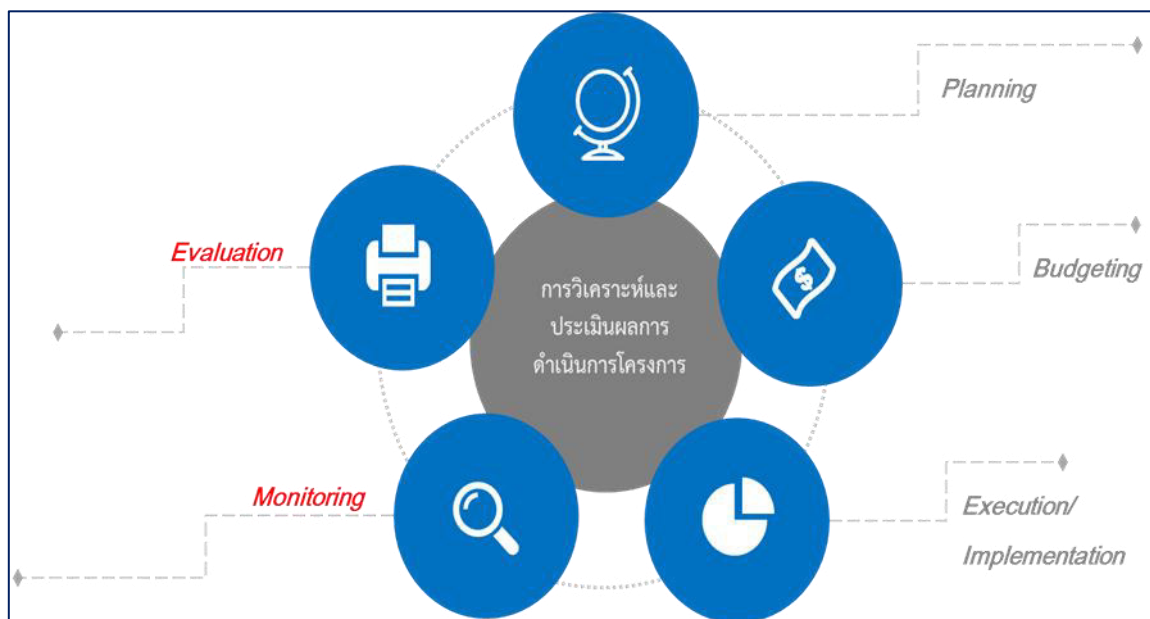 Planning
Evaluation
Budgeting
การวิเคราะห์และ
ประเมินผลการ
ดำเนินการโครงการ
Monitoring
Execution/
Implementation
$